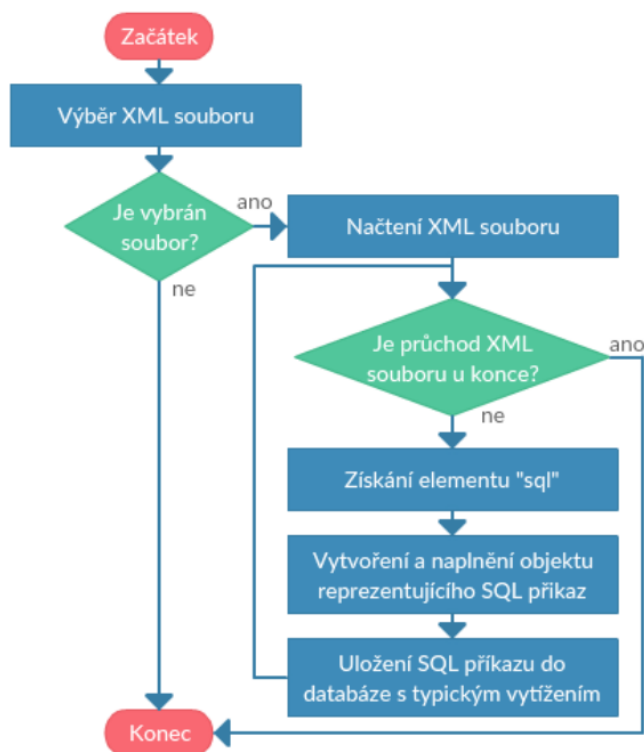 Začátek
Výběr XML souboru
Je vybrán
soubor?
ano
ne
Načtení XML souboru
Je průchod XML
souboru u konce?
ano
ne
Získání elementu "sql"
Vytvoření a naplnění objektu
reprezentujícího SQL přikaz
Uložení SQL příkazu do
databáze s typickým vytížením
Konec